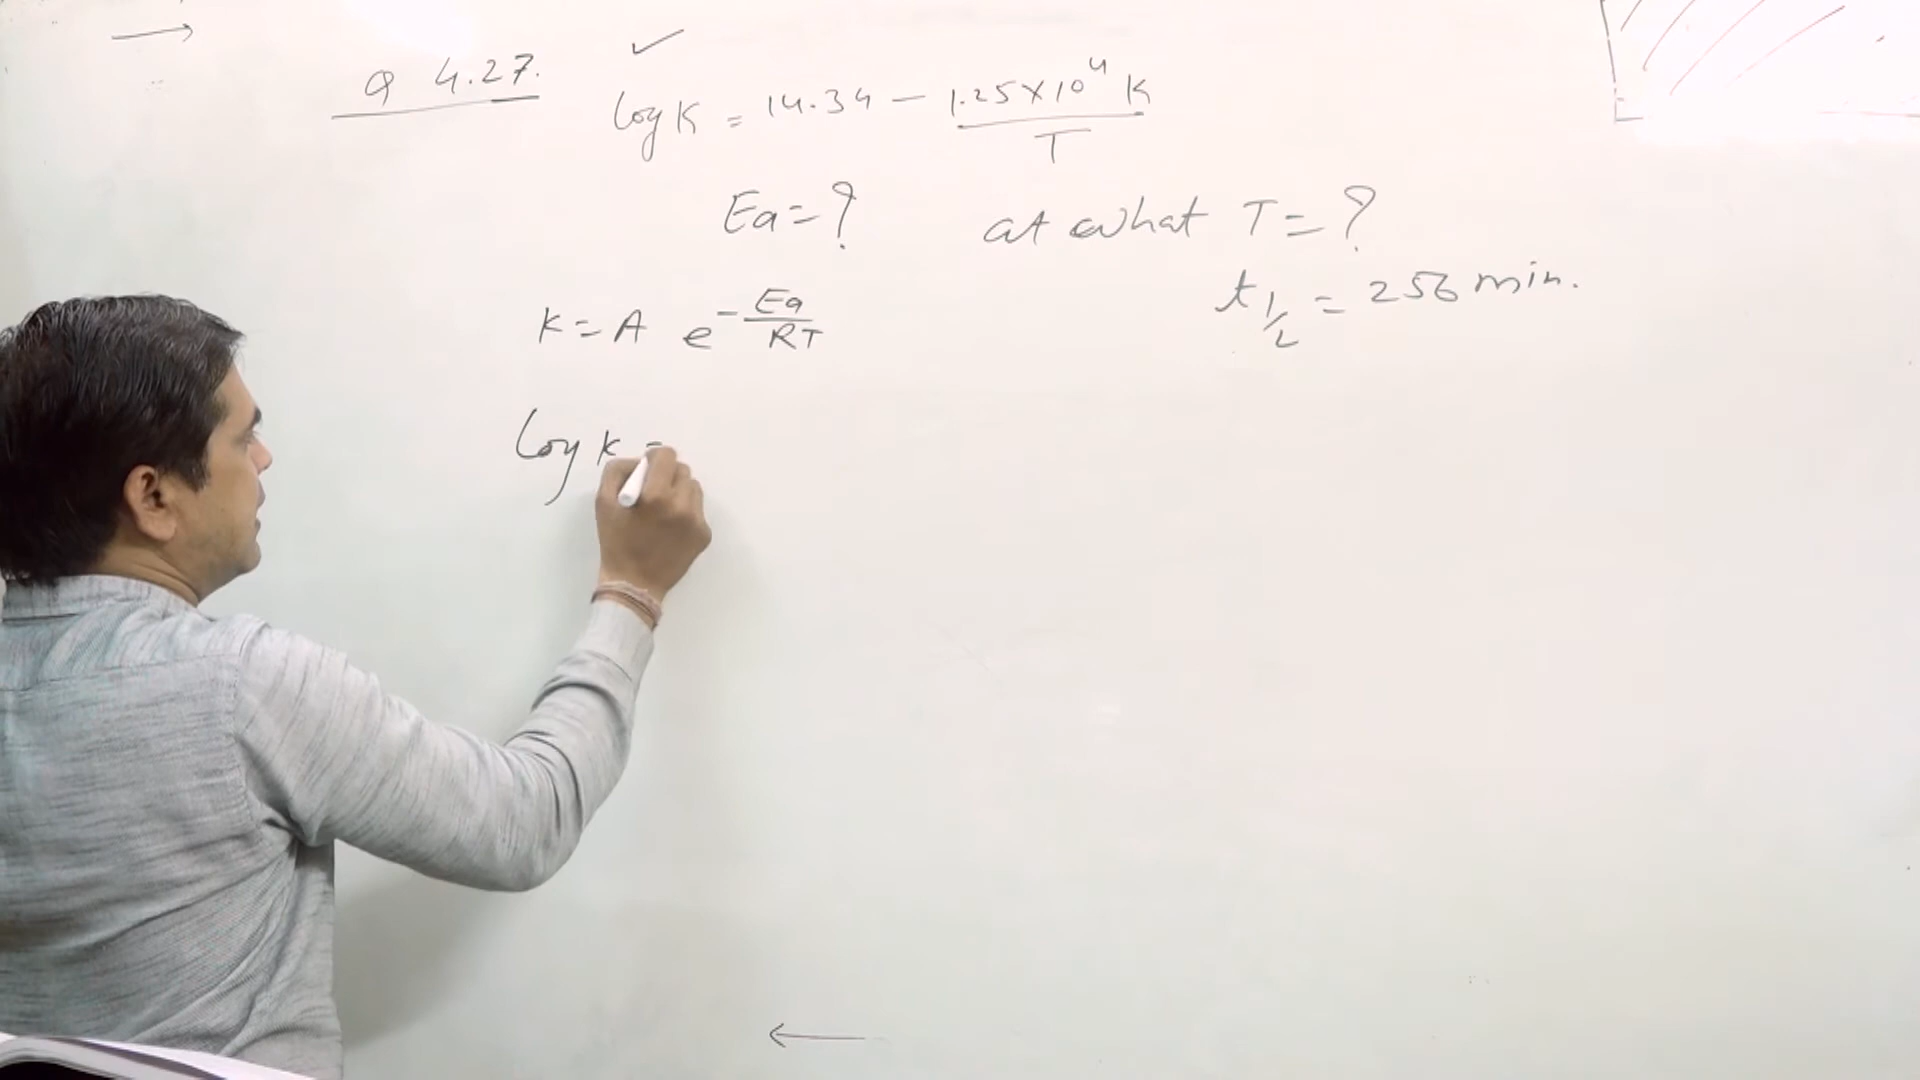 Q 4.27.
log K = 14.34 - 1.25×10⁴ K / T
Ea = ? at what T = ?
t1/2 = 256 min.
K = A e^-Ea/RT
log K =